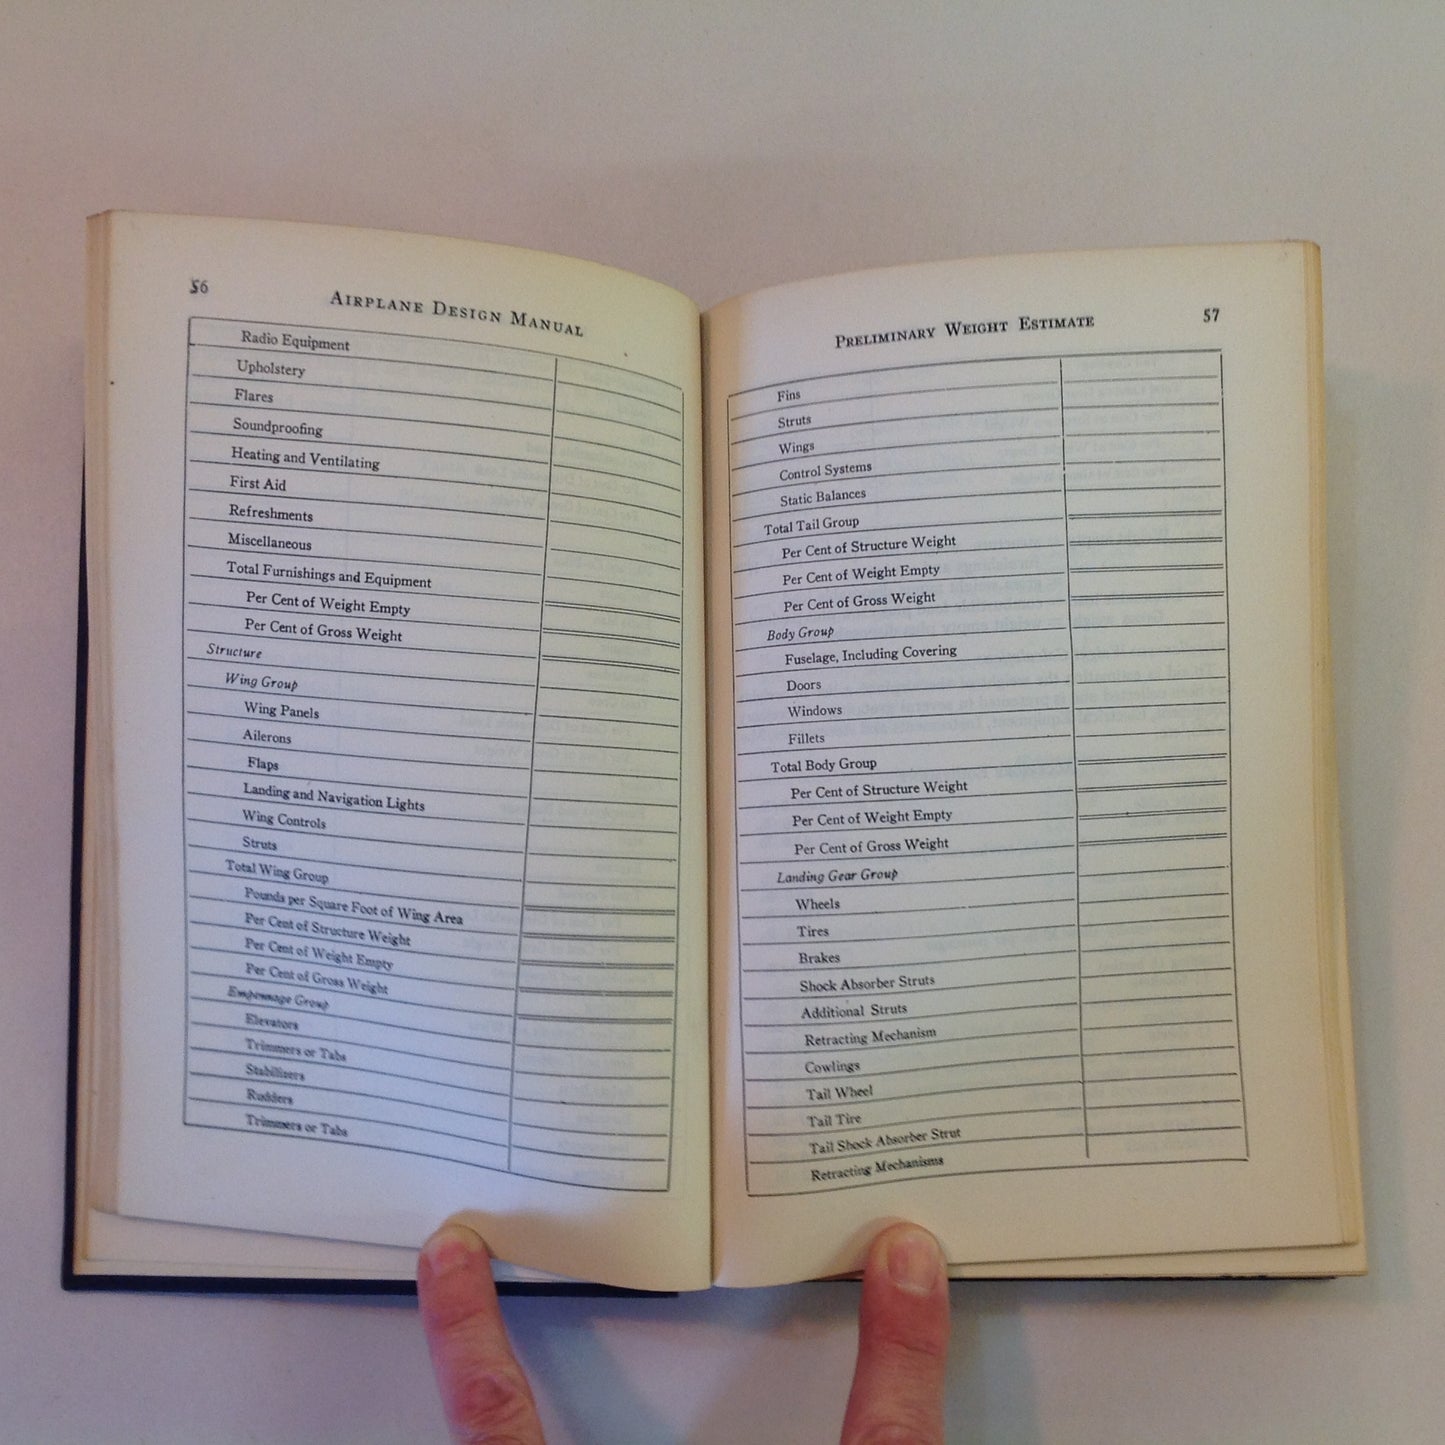 56
AIRPLANE DESIGN MANUAL
Radio Equipment
Upholstery
Flares
Soundproofing
Heating and Ventilating
First Aid
Refreshments
Miscellaneous
Total Furnishings and Equipment
Per Cent of Weight Empty
Per Cent of Gross Weight
Structure
Wing Group
Wing Panels
Ailerons
Flaps
Landing and Navigation Lights
Wing Controls
Struts
Total Wing Group
Pounds per Square Foot of Wing Area
Per Cent of Structure Weight
Per Cent of Weight Empty
Per Cent of Gross Weight
Empennage Group
Elevators
Trimmers or Tabs
Stabilizers
Rudders
Trimmers or Tabs
PRELIMINARY WEIGHT ESTIMATE
57
Fins
Struts
Wings
Control Systems
Static Balances
Total Tail Group
Per Cent of Structure Weight
Per Cent of Weight Empty
Per Cent of Gross Weight
Body Group
Fuselage, Including Covering
Doors
Windows
Fillets
Total Body Group
Per Cent of Structure Weight
Per Cent of Weight Empty
Per Cent of Gross Weight
Landing Gear Group
Wheels
Tires
Brakes
Shock Absorber Struts
Additional Struts
Retracting Mechanism
Cowlings
Tail Wheel
Tail Tire
Tail Shock Absorber Strut
Retracting Mechanisms